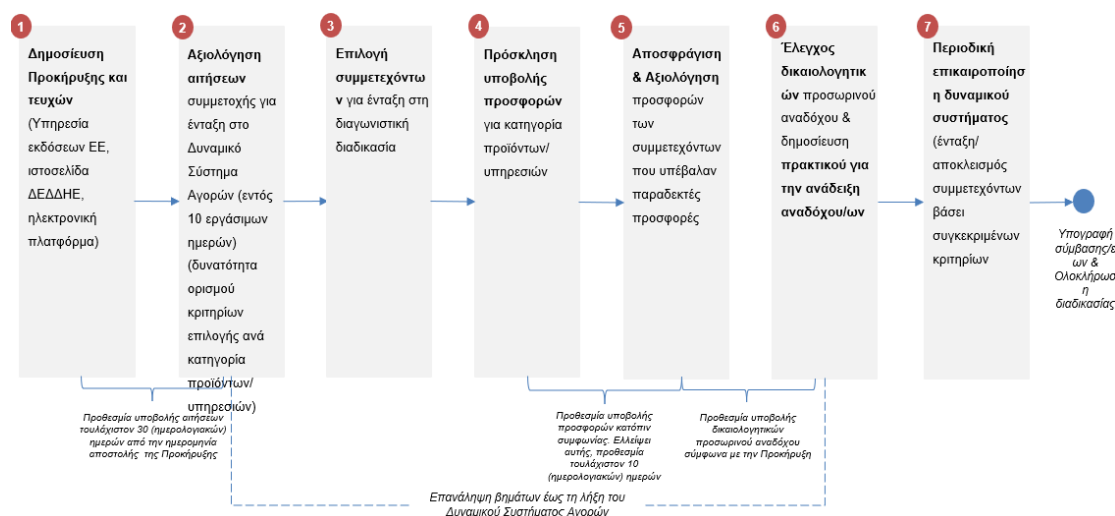 1
Δημοσίευση
Προκήρυξης και
τευχών
(Υπηρεσία
εκδόσεων ΕΕ,
ιστοσελίδα
ΔΕΔΔΗΕ,
ηλεκτρονική
πλατφόρμα)
2
Αξιολόγηση
αιτήσεων
συμμετοχής για
ένταξη στο
Δυναμικό
Σύστημα
Αγορών (εντός
10 εργάσιμων
ημερών)
(δυνατότητα
ορισμού
κριτηρίων
επιλογής ανά
κατηγορία
προϊόντων/
υπηρεσιών)
3
Επιλογή
συμμετεχόντω
ν για ένταξη στη
διαγωνιστική
διαδικασία
4
Πρόσκληση
υποβολής
προσφορών
για κατηγορία
προϊόντων/
υπηρεσιών
5
Αποσφράγιση
& Αξιολόγηση
προσφορών
των
συμμετεχόντων
που υπέβαλαν
παραδεκτές
προσφορές
6
Έλεγχος
δικαιολογητικ
ών προσωρινού
αναδόχου &
δημοσίευση
πρακτικού για
την ανάδειξη
αναδόχου/ων
7
Περιοδική
επικαιροποίησ
η δυναμικού
συστήματος
(ένταξη/
αποκλεισμός
συμμετεχόντων
βάσει
συγκεκριμένων
κριτηρίων
Υπογραφή
σύμβασης/ε
ων &
Ολοκλήρωσ
η
διαδικασίας
Προθεσμία υποβολής αιτήσεων
τουλάχιστον 30 (ημερολογιακών)
ημερών από την ημερομηνία
αποστολής της Προκήρυξης
Προθεσμία υποβολής
προσφορών κατόπιν
συμφωνίας. Ελλείψει
αυτής, προθεσμία
τουλάχιστον 10
(ημερολογιακών) ημερών
Προθεσμία υποβολής
δικαιολογητικών
προσωρινού αναδόχου
σύμφωνα με την Προκήρυξη
Επανάληψη βημάτων έως τη λήξη του
Δυναμικού Συστήματος Αγορών